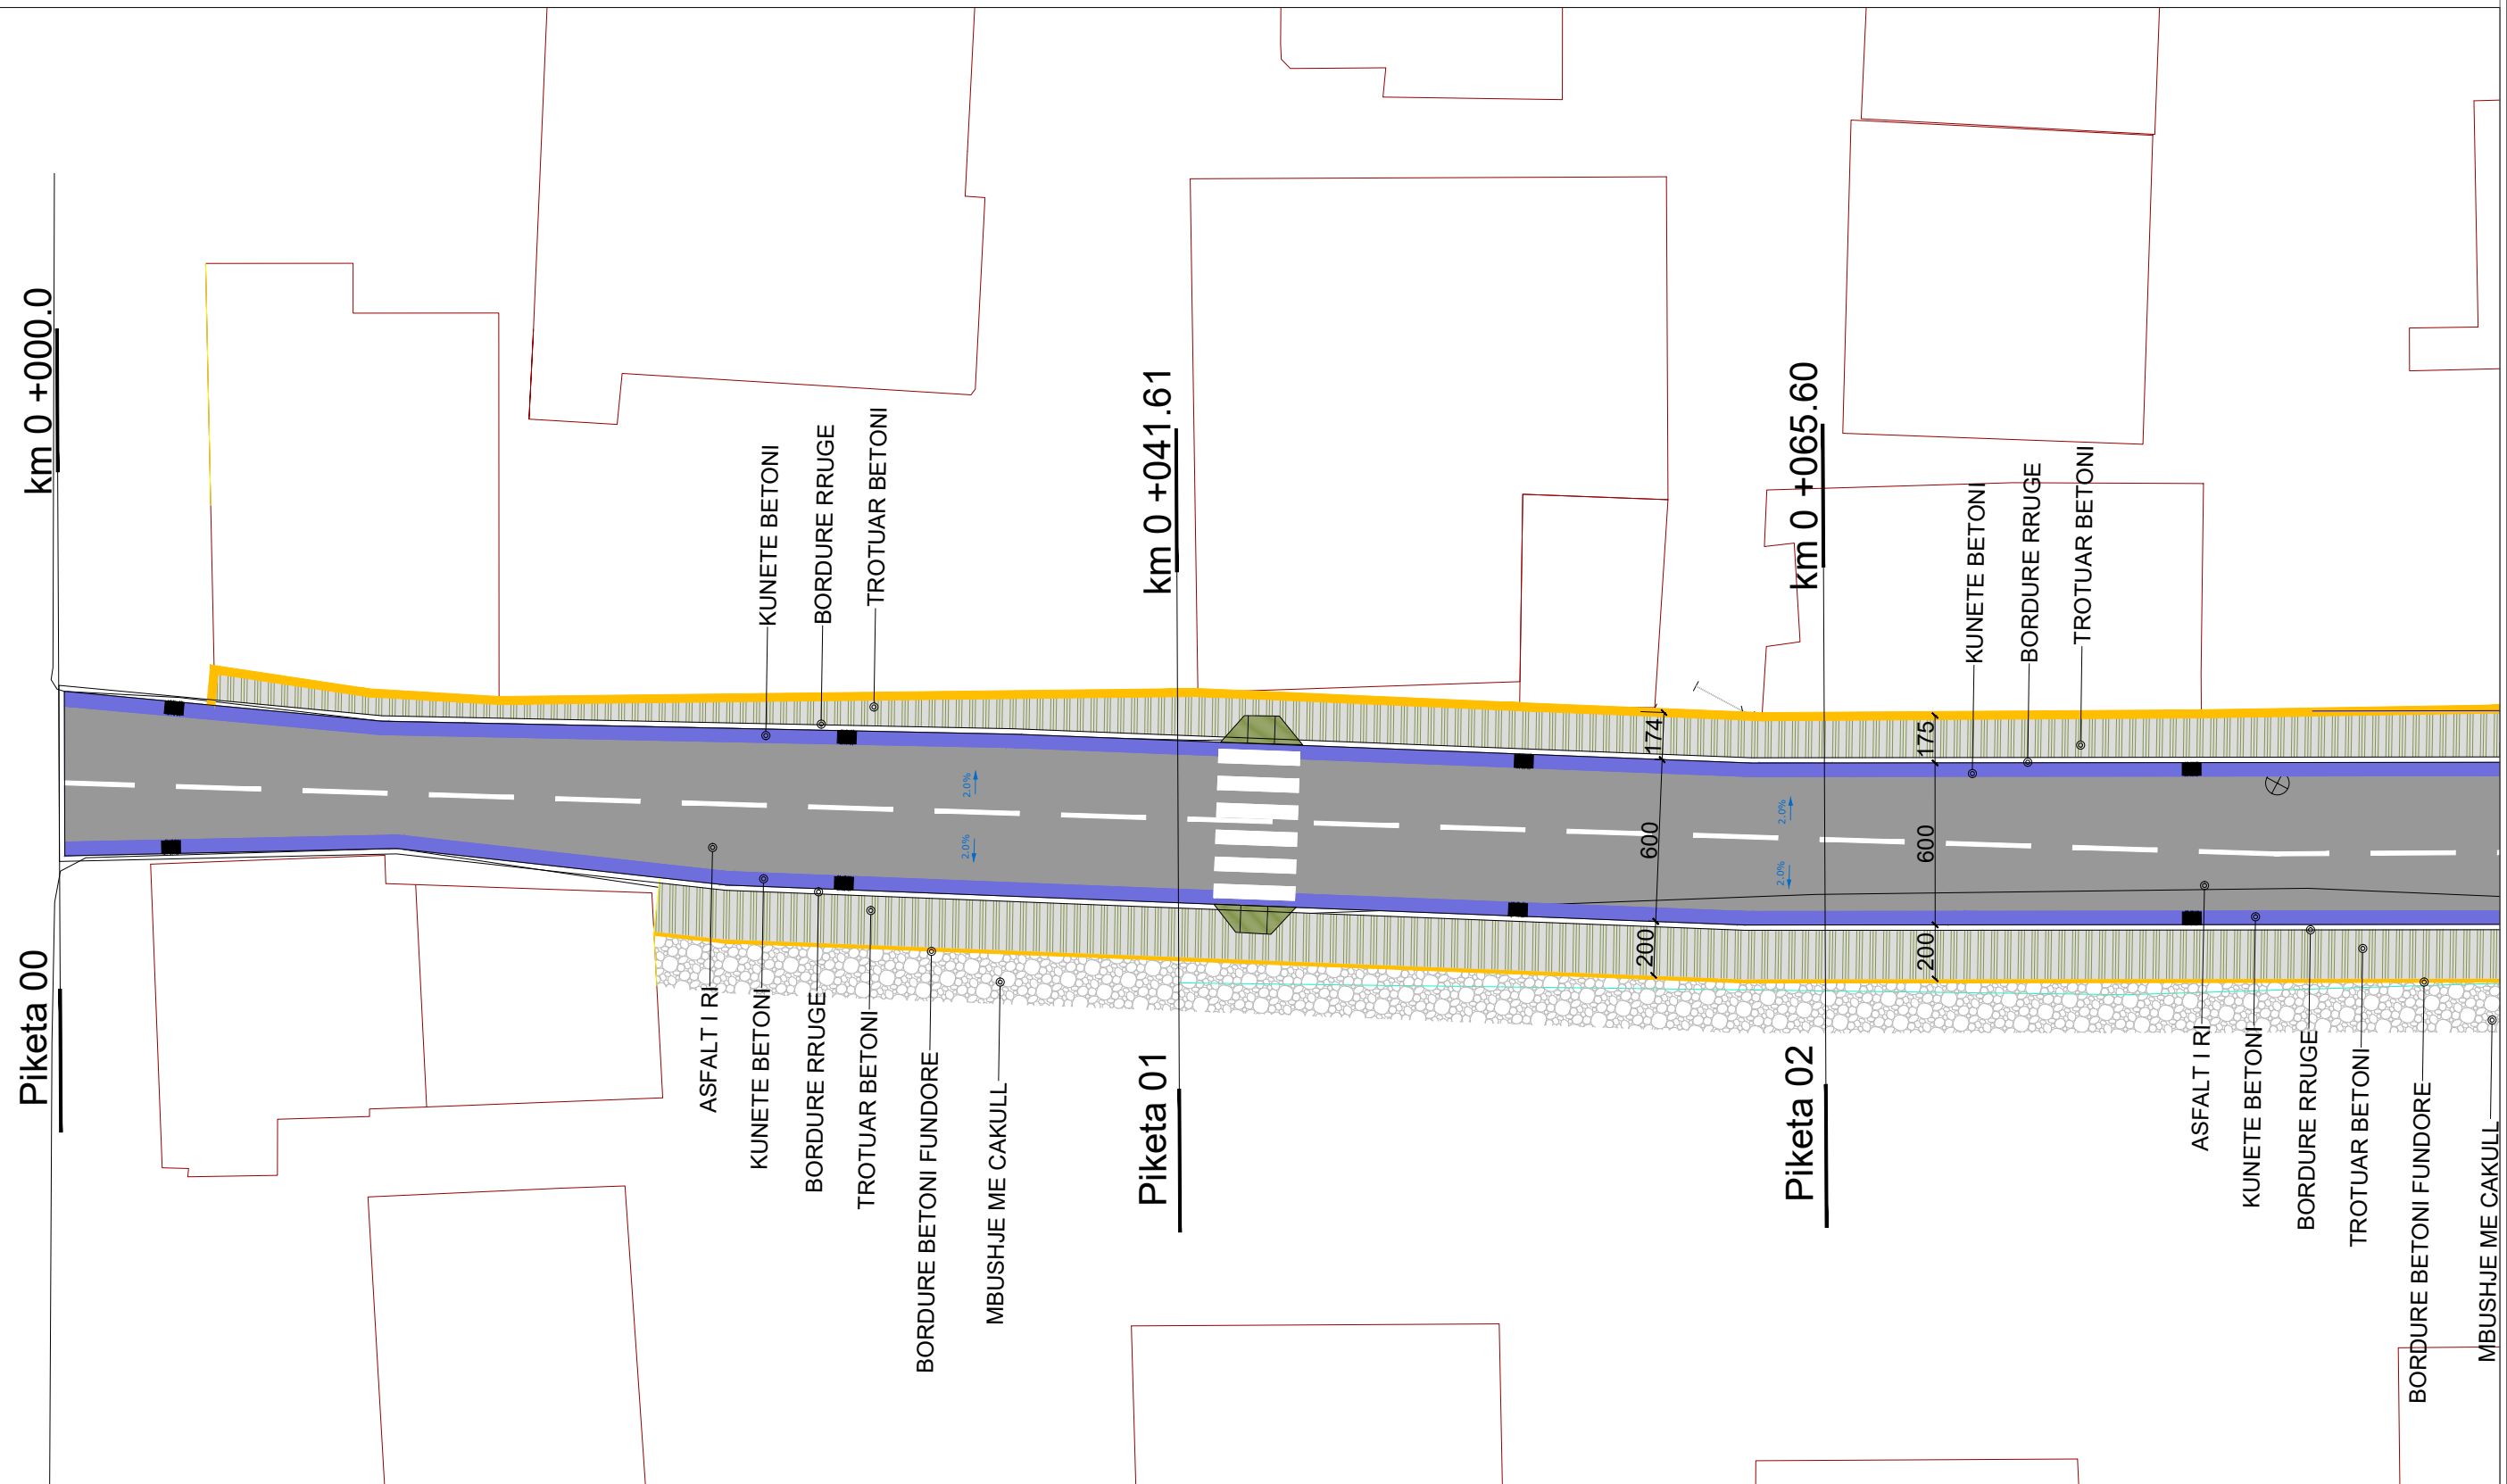 km 0 +000.0
km 0 +041.61
km 0 +065.60
KUNETE BETONI
BORDURE RRUGE
TROTUAR BETONI
KUNETE BETONI
BORDURE RRUGE
TROTUAR BETONI
174
175
2.0%
2.0%
2.0%
2.0%
600
600
200
200
Piketa 00
Piketa 01
Piketa 02
ASFALT I RI
KUNETE BETONI
BORDURE RRUGE
TROTUAR BETONI
BORDURE BETONI FUNDORE
MBUSHJE ME CAKULL
ASFALT I RI
KUNETE BETONI
BORDURE RRUGE
TROTUAR BETONI
BORDURE BETONI FUNDORE
MBUSHJE ME CAKULL